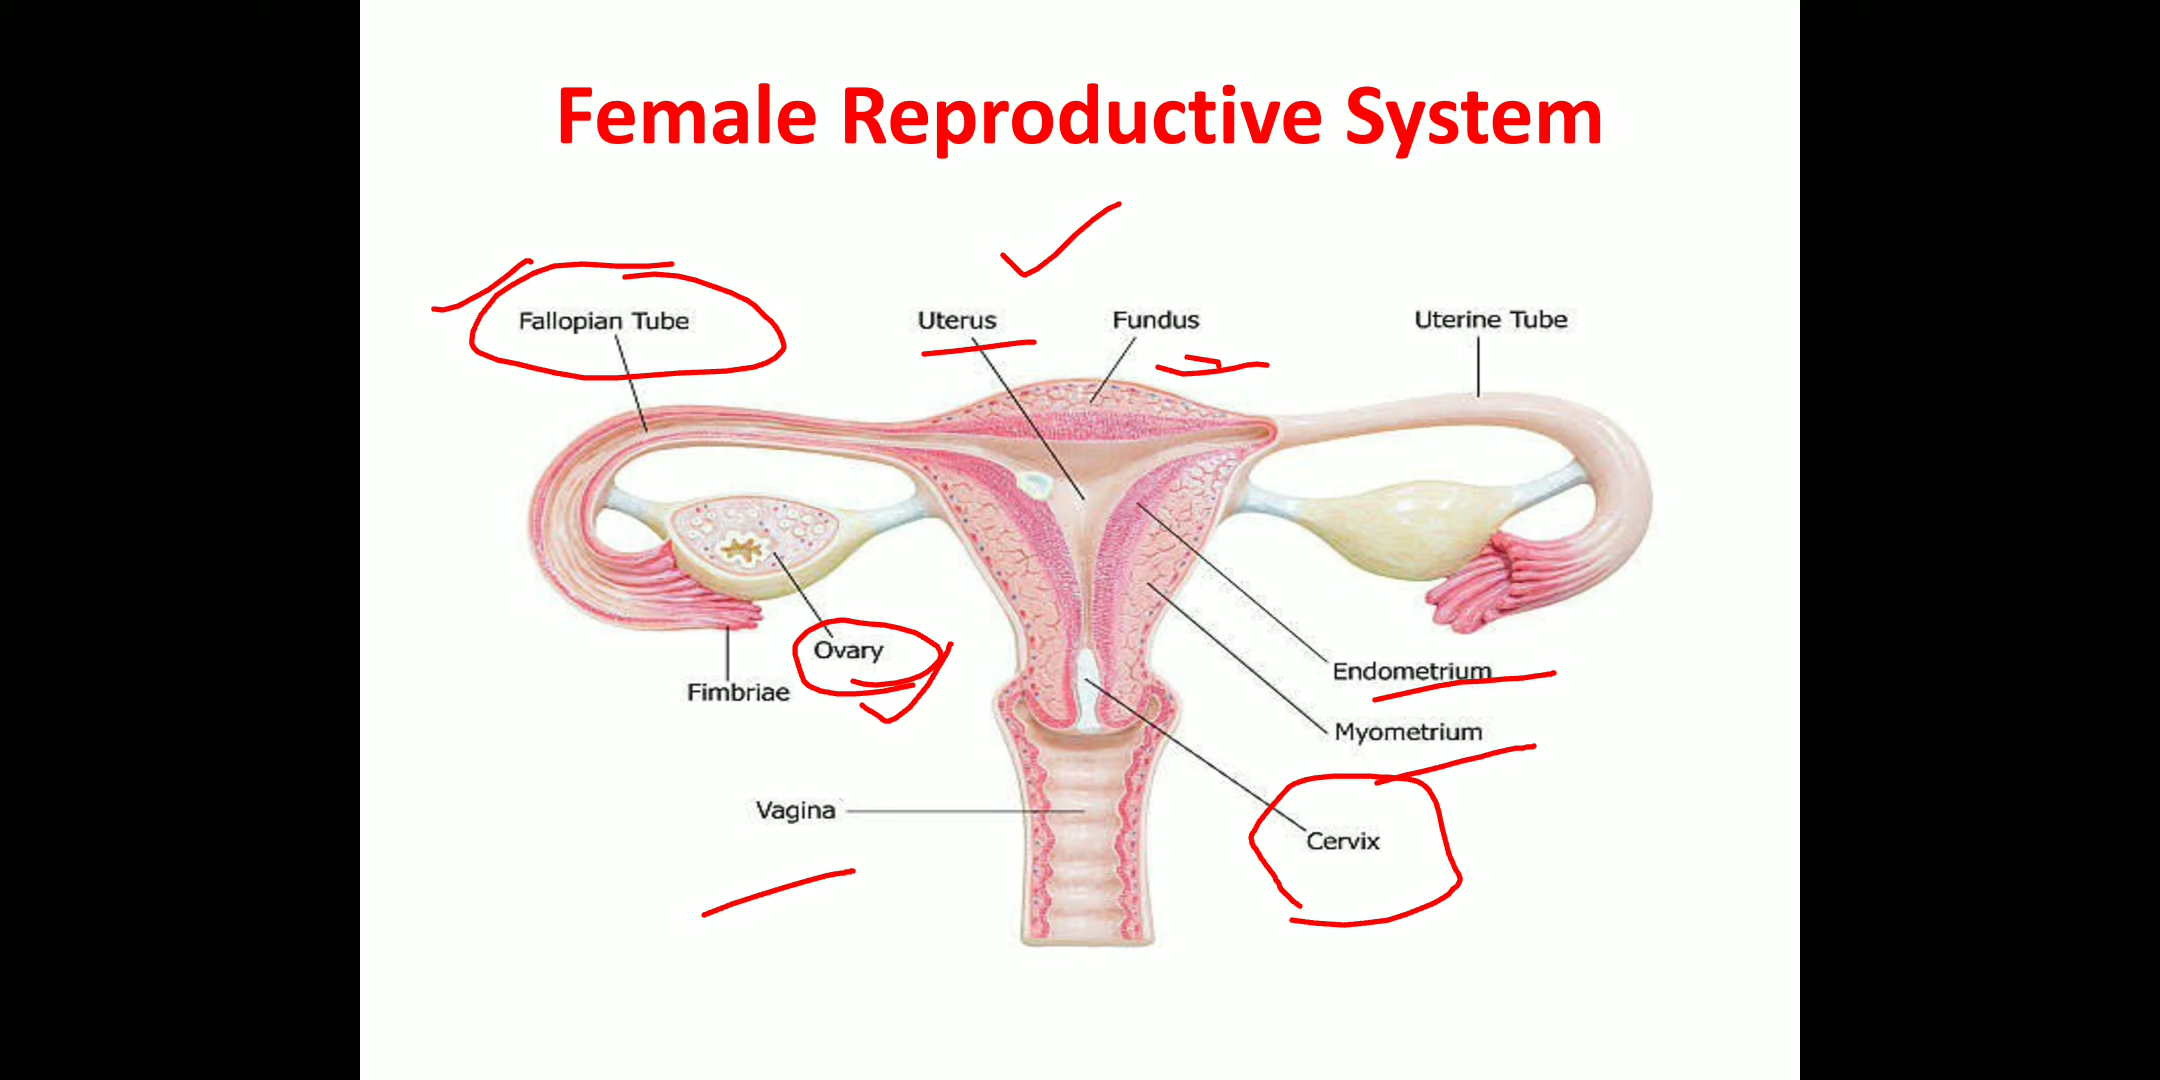 Female Reproductive System
Fallopian Tube
Uterus
Fundus
Uterine Tube
Ovary
Fimbriae
Endometrium
Myometrium
Vagina
Cervix